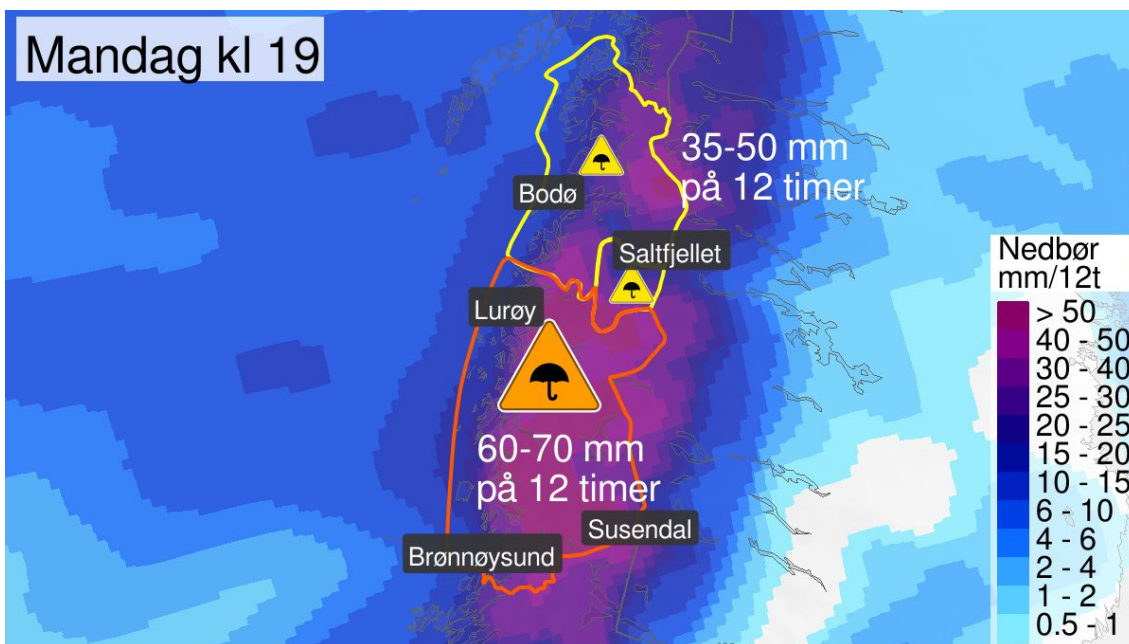 Mandag kl 19
35-50 mm
på 12 timer
Bodø
Saltfjellet
Lurøy
60-70 mm
på 12 timer
Susendal
Brønnøysund
Nedbør
mm/12t
> 50
40 - 50
30 - 40
25 - 30
20 - 25
15 - 20
10 - 15
6 - 10
4 - 6
2 - 4
1 - 2
0.5 - 1